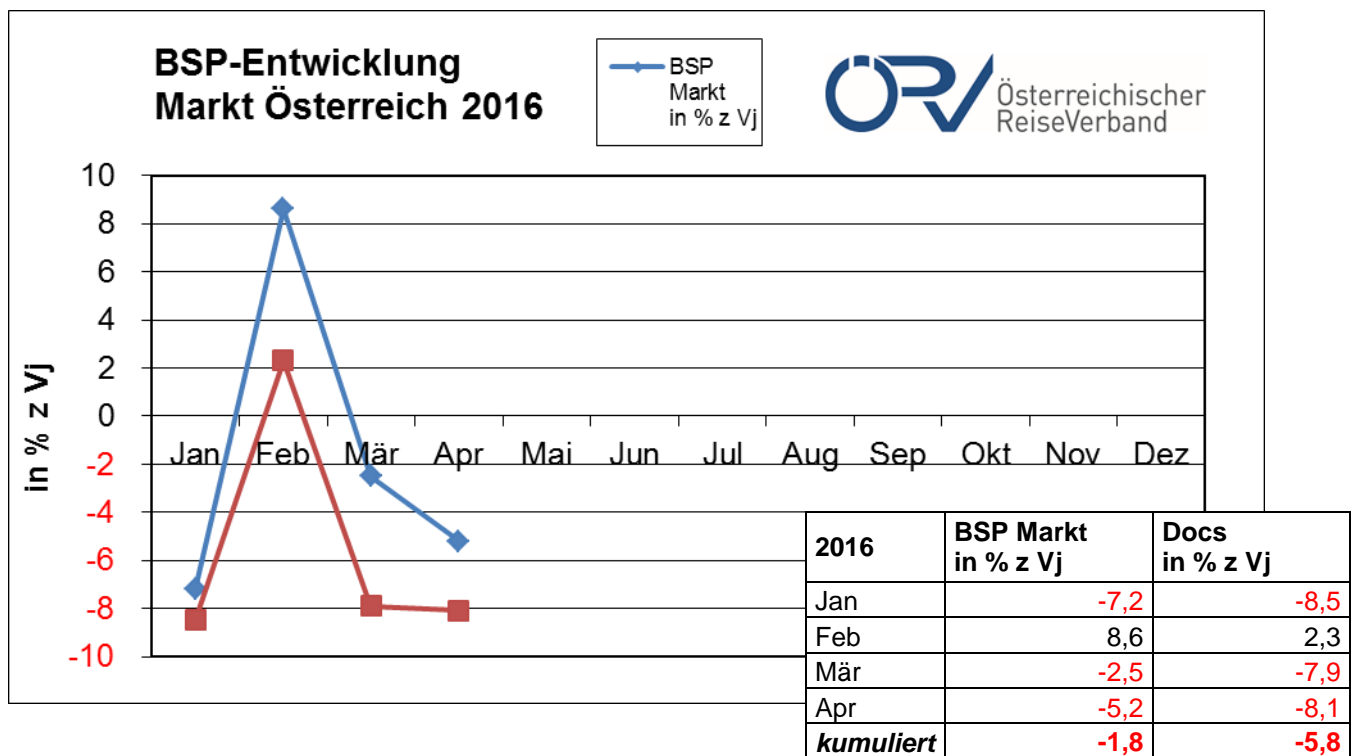 BSP-Entwicklung
Markt Österreich 2016
BSP
Markt
in % z Vj
ÖRV Österreichischer
ReiseVerband
in % z Vj
10
8
6
4
2
0
-2
-4
-6
-8
-10
Jan Feb Mär Apr Mai Jun Jul Aug Sep Okt Nov Dez
2016 BSP Markt in % z Vj Docs in % z Vj
Jan -7,2 -8,5
Feb 8,6 2,3
Mär -2,5 -7,9
Apr -5,2 -8,1
kumuliert -1,8 -5,8